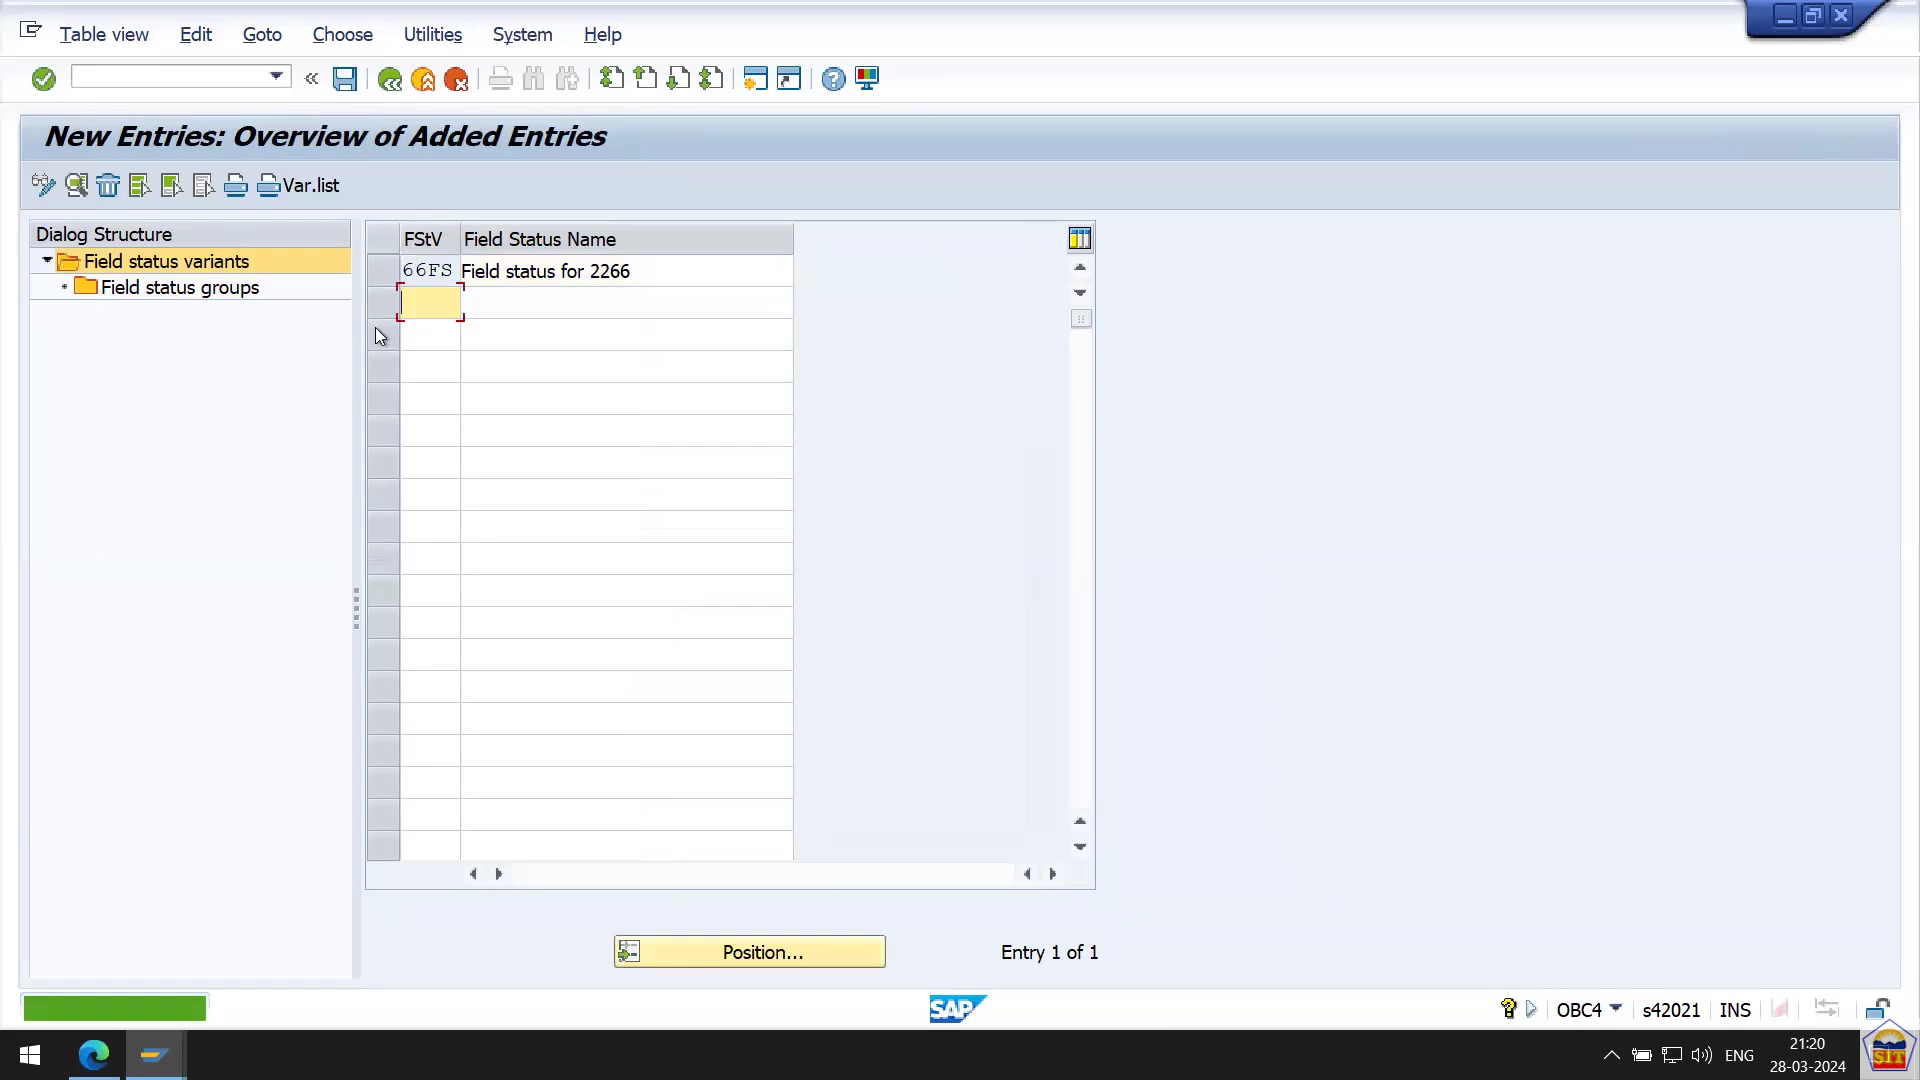 Table view Edit Goto Choose Utilities System Help
New Entries: Overview of Added Entries
Var.list
Dialog Structure
Field status variants
Field status groups
FStV Field Status Name
66FS Field status for 2266
Position...
Entry 1 of 1
SAP
OBC4
s42021
INS
ENG
21:20
28-03-2024
SIT